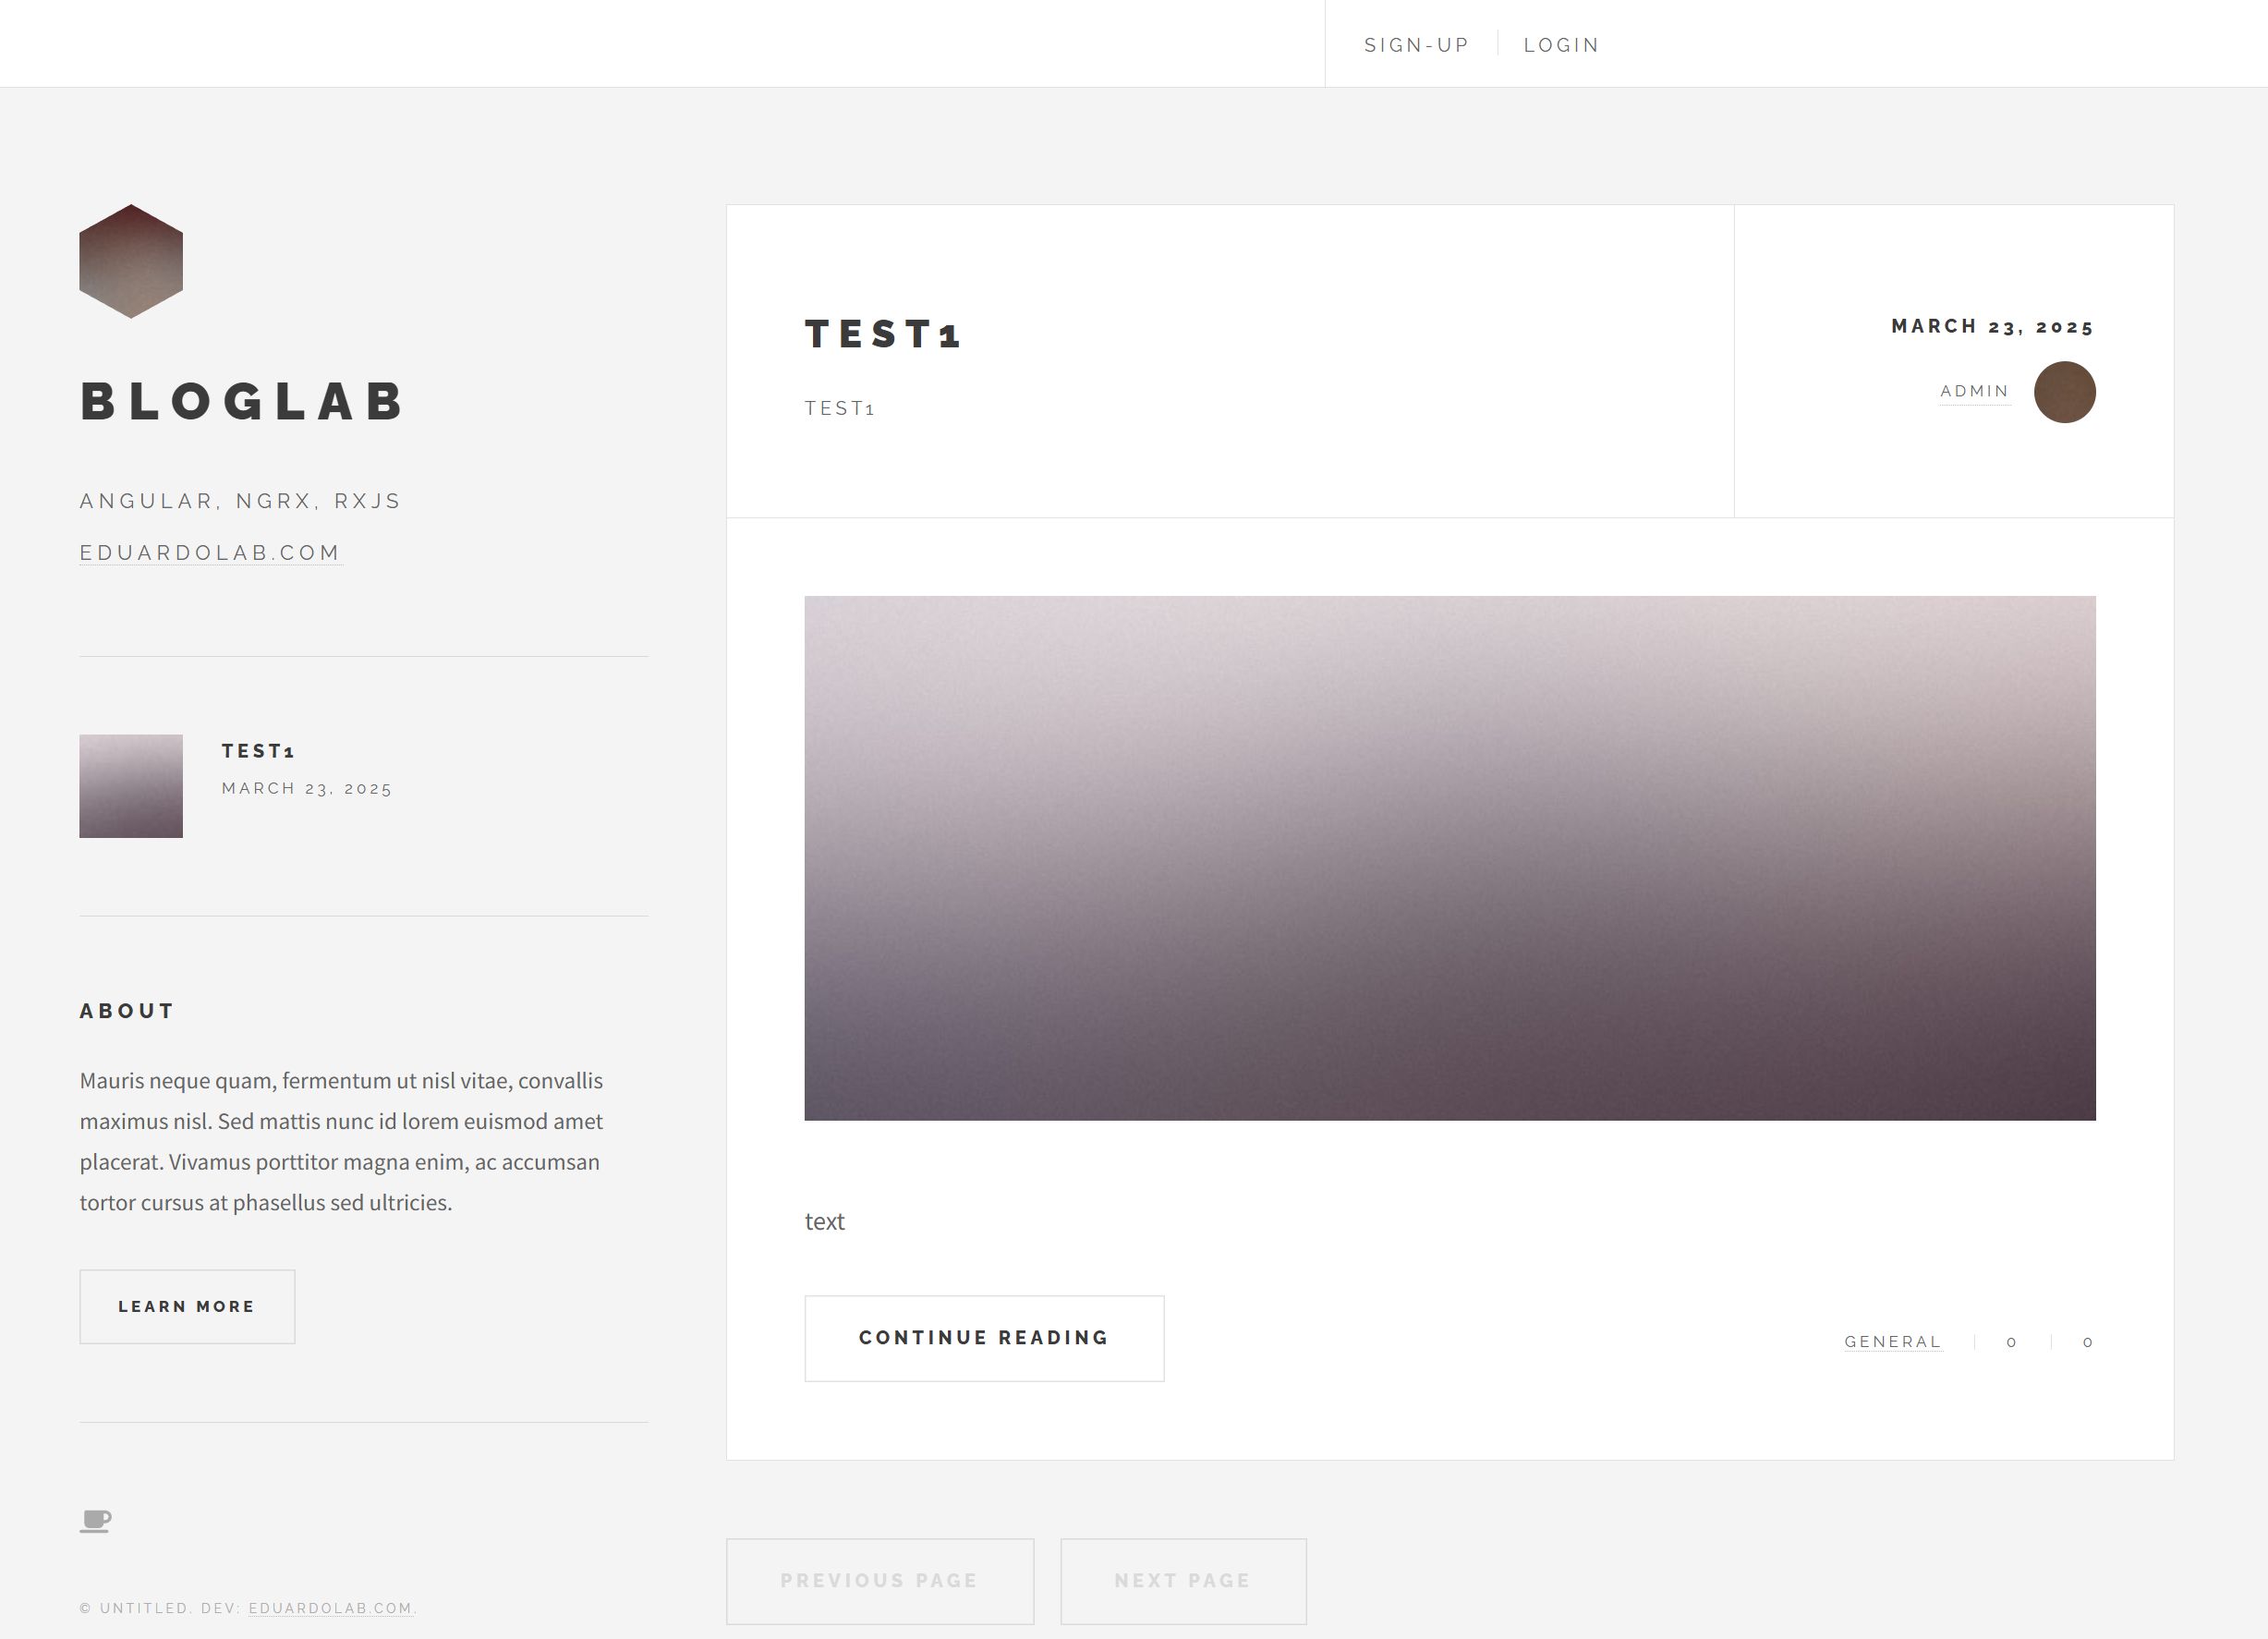 SIGN-UP
LOGIN
BLOGLAB
ANGULAR, NGRX, RXJS
EDUARDOLAB.COM
TEST1
MARCH 23, 2025
ABOUT
Mauris neque quam, fermentum ut nisl vitae, convallis
maximus nisl. Sed mattis nunc id lorem euismod amet
placerat. Vivamus porttitor magna enim, ac accumsan
tortor cursus at phasellus sed ultricies.
LEARN MORE
© UNTITLED. DEV: EDUARDOLAB.COM.
TEST1
TEST1
MARCH 23, 2025
ADMIN
text
CONTINUE READING
GENERAL
0
0
PREVIOUS PAGE
NEXT PAGE